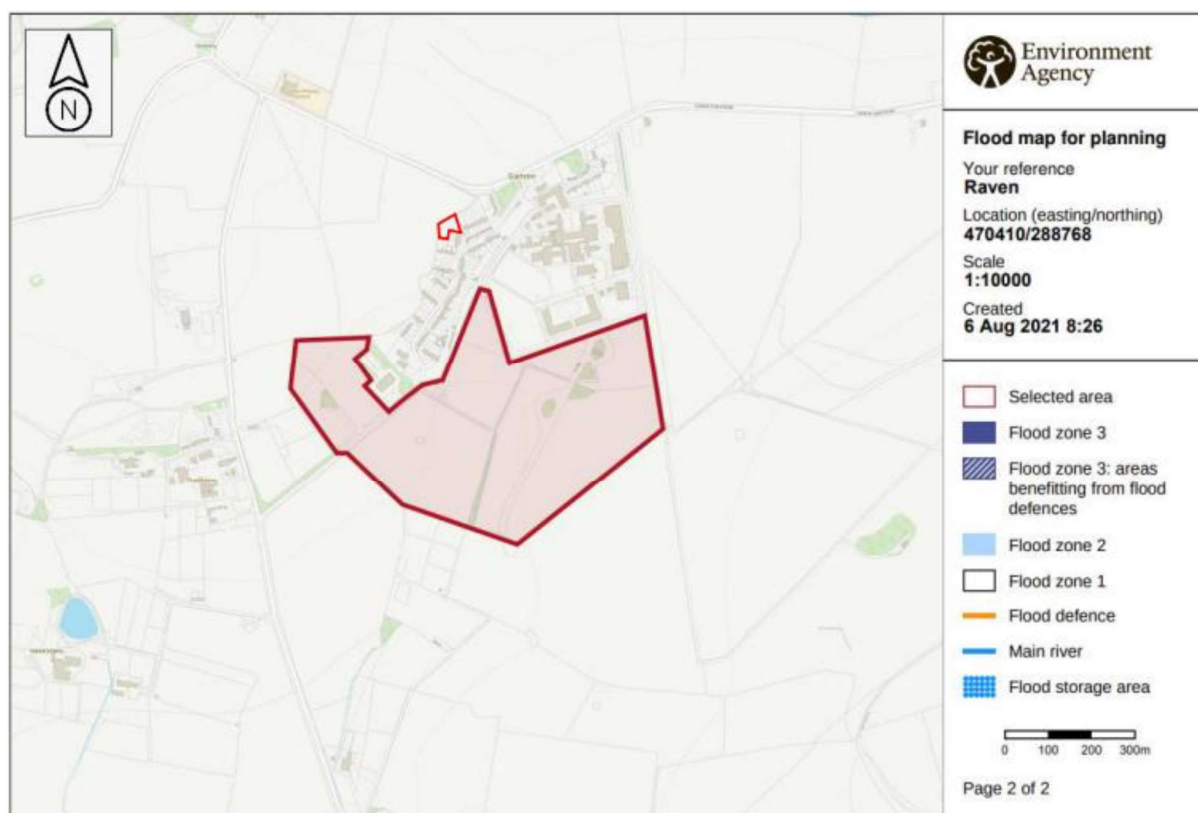 N
Gartree
Environment
Agency
Flood map for planning
Your reference
Raven
Location (easting/northing)
470410/288768
Scale
1:10000
Created
6 Aug 2021 8:26
Selected area
Flood zone 3
Flood zone 3: areas
benefitting from flood
defences
Flood zone 2
Flood zone 1
Flood defence
Main river
Flood storage area
0 100 200 300m
Page 2 of 2